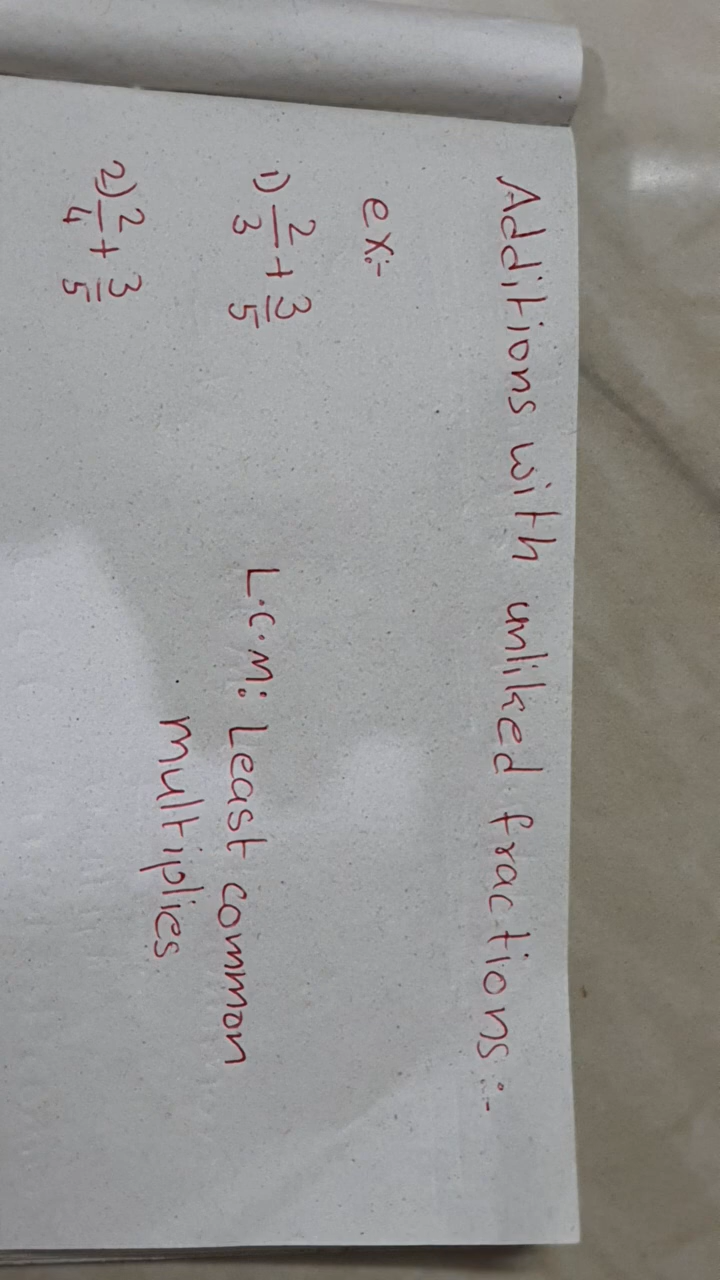 Additions with unliked fractions :-
ex:-
1) 2/3 + 3/5
L.C.M: Least common
multiplies
2) 2/4 + 3/5